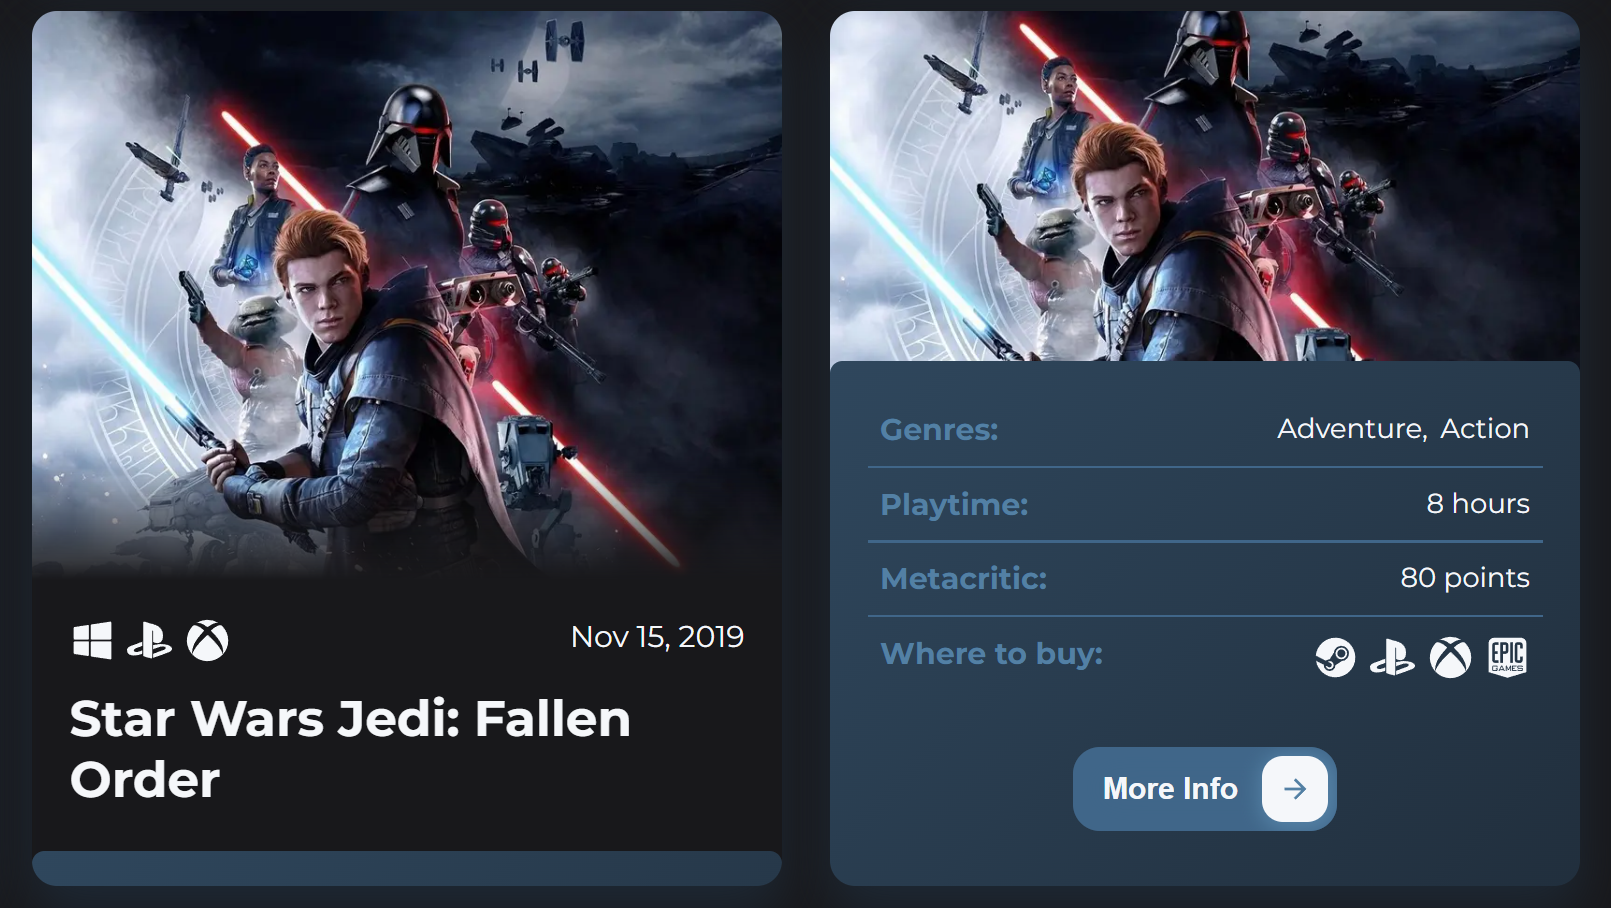 Nov 15, 2019
Star Wars Jedi: Fallen
Order
Genres: Adventure, Action
Playtime: 8 hours
Metacritic: 80 points
Where to buy: EPIC
GAMES
More Info